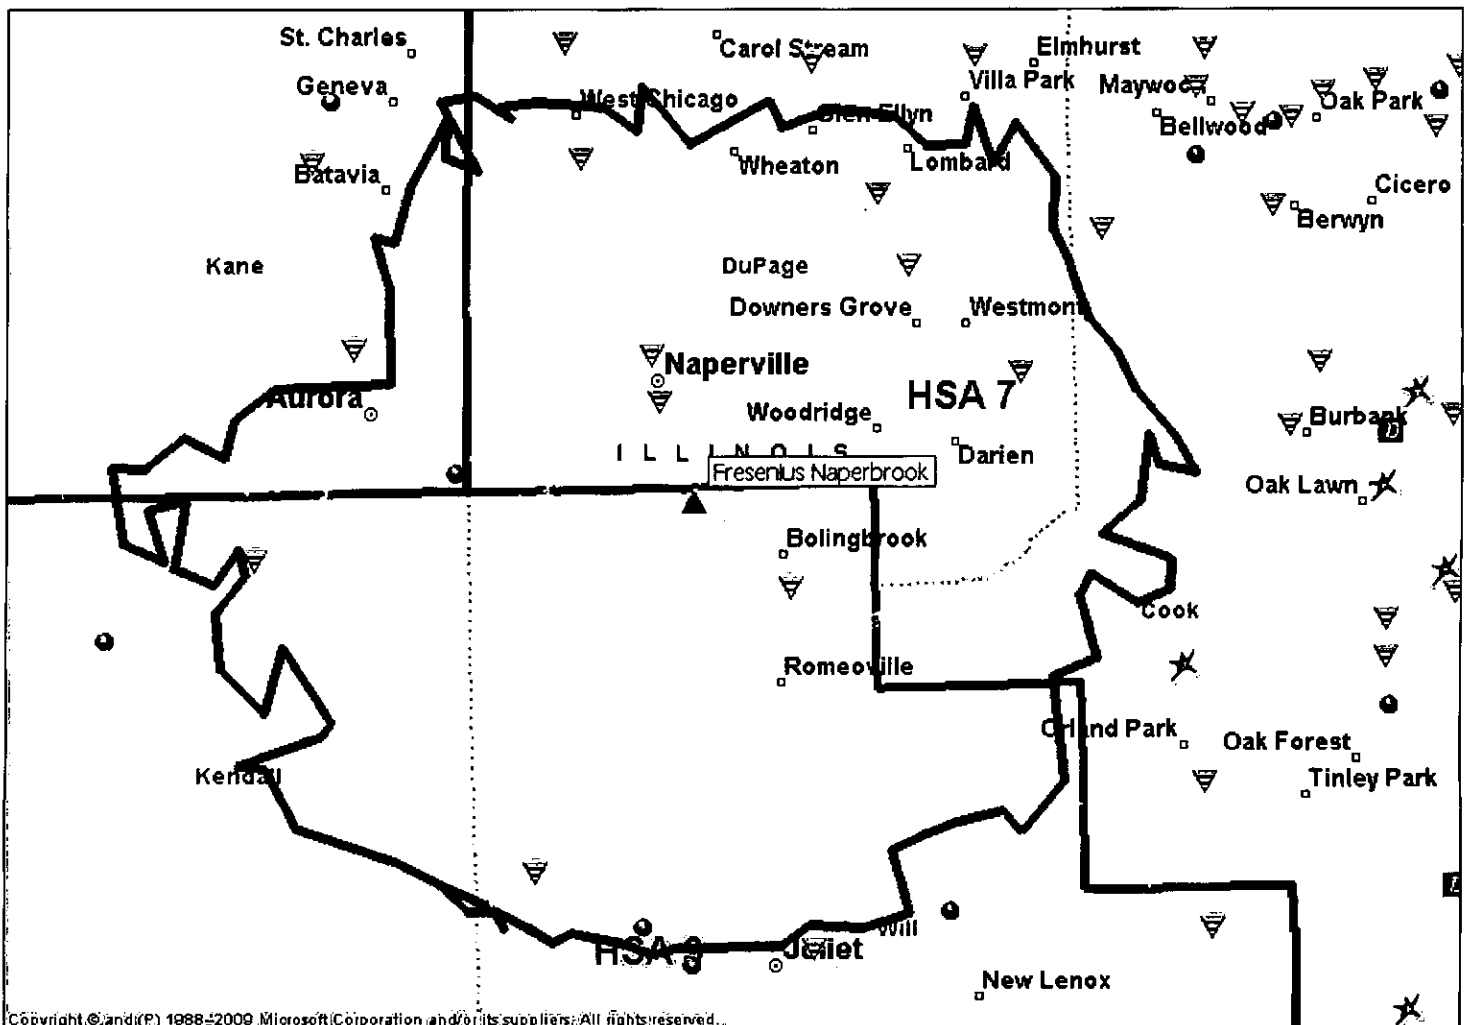 St. Charles
Carol Stream
Elmhurst
Geneva
Villa Park
Maywood
West Chicago
Oak Park
Glen Ellyn
Bellwood
Wheaton
Lombard
Batavia
Cicero
Berwyn
Kane
DuPage
Downers Grove
Westmont
Naperville
HSA 7
Aurora
Woodridge
Burbank
D
ILLINOIS
Darien
Fresenius Naperbrook
Oak Lawn
Bolingbrook
Cook
Romeoville
Orland Park
Oak Forest
Kendall
Tinley Park
Will
HSA 9
Joliet
New Lenox
Copyright © and (P) 1988-2009 Microsoft Corporation and/or its suppliers. All rights reserved.